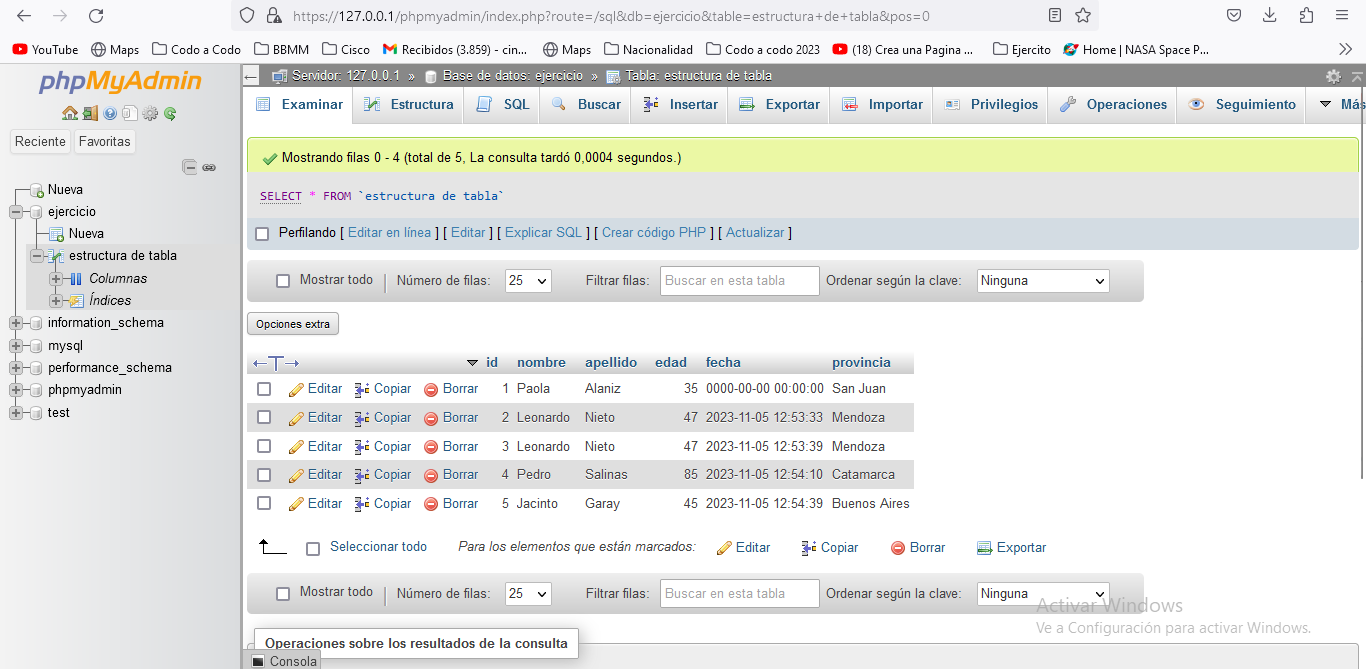 https://127.0.0.1/phpmyadmin/index.php?route=/sql&db=ejercicio&table=estructura+de+tabla&pos=0
YouTube Maps Codo a Codo BBMM Cisco Recibidos (3.859) - cin... Maps Nacionalidad Codo a codo 2023 (18) Crea una Pagina ... Ejercito Home | NASA Space P...
phpMyAdmin
Reciente Favoritas
Nueva
ejercicio
Nueva
estructura de tabla
Columnas
Índices
information_schema
mysql
performance_schema
phpmyadmin
test
Servidor: 127.0.0.1 » Base de datos: ejercicio » Tabla: estructura de tabla
Examinar Estructura SQL Buscar Insertar Exportar Importar Privilegios Operaciones Seguimiento Más
Mostrando filas 0 - 4 (total de 5, La consulta tardó 0,0004 segundos.)
SELECT * FROM `estructura de tabla`
Perfilando [ Editar en línea ] [ Editar ] [ Explicar SQL ] [ Crear código PHP ] [ Actualizar ]
Mostrar todo Número de filas: 25 Filtrar filas: Buscar en esta tabla Ordenar según la clave: Ninguna
Opciones extra
←T→ id nombre apellido edad fecha provincia
Editar Copiar Borrar 1 Paola Alaniz 35 0000-00-00 00:00:00 San Juan
Editar Copiar Borrar 2 Leonardo Nieto 47 2023-11-05 12:53:33 Mendoza
Editar Copiar Borrar 3 Leonardo Nieto 47 2023-11-05 12:53:39 Mendoza
Editar Copiar Borrar 4 Pedro Salinas 85 2023-11-05 12:54:10 Catamarca
Editar Copiar Borrar 5 Jacinto Garay 45 2023-11-05 12:54:39 Buenos Aires
Seleccionar todo Para los elementos que están marcados: Editar Copiar Borrar Exportar
Mostrar todo Número de filas: 25 Filtrar filas: Buscar en esta tabla Ordenar según la clave: Ninguna
Activar Windows
Ve a Configuración para activar Windows.
Operaciones sobre los resultados de la consulta
Consola